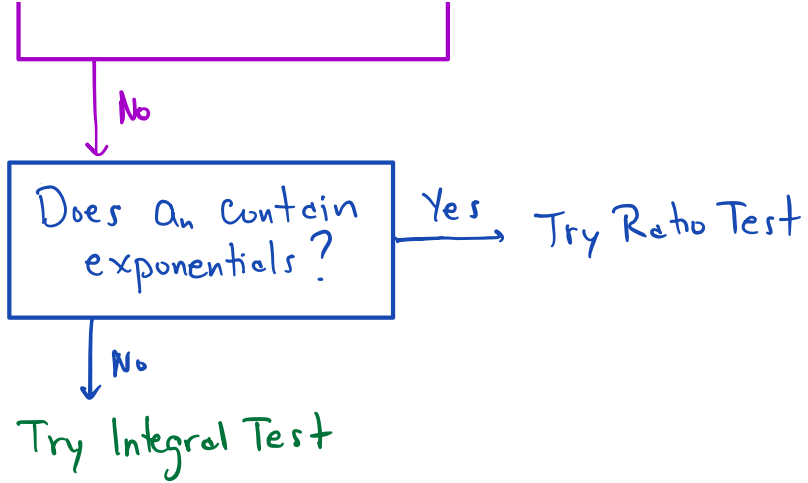 No
Does an contain
exponentials?
Yes
Try Ratio Test
No
Try Integral Test